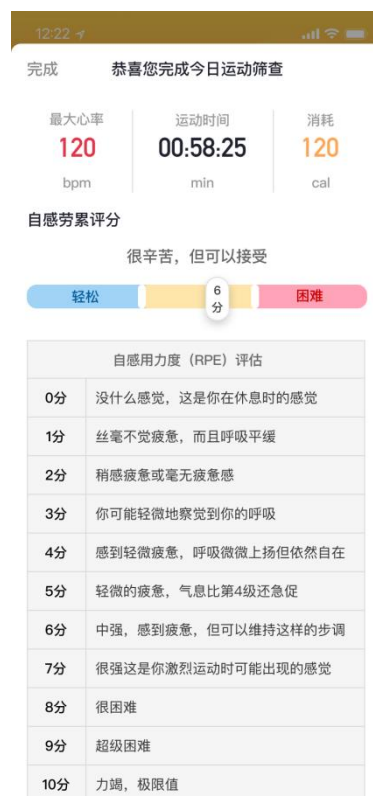 12:22
完成 恭喜您完成今日运动筛查
最大心率 运动时间 消耗
120 00:58:25 120
bpm min cal
自感劳累评分
很辛苦，但可以接受
轻松 6分 困难
自感用力度（RPE）评估
0分 没什么感觉，这是你在休息时的感觉
1分 丝毫不觉疲惫，而且呼吸平缓
2分 稍感疲惫或毫无疲惫感
3分 你可能轻微地察觉到你的呼吸
4分 感到轻微疲惫，呼吸微微上扬但依然自在
5分 轻微的疲惫，气息比第4级还急促
6分 中强，感到疲惫，但可以维持这样的步调
7分 很强这是你激烈运动时可能出现的感觉
8分 很困难
9分 超级困难
10分 力竭，极限值